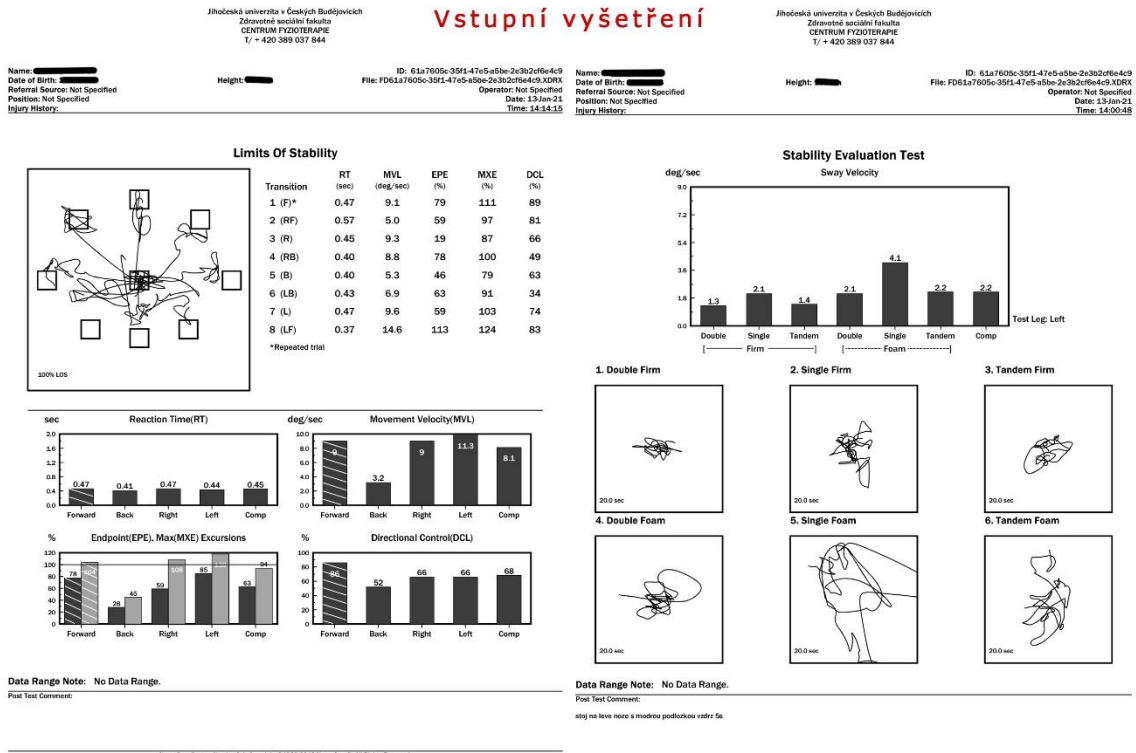 Vstupní vyšetření
Jihočeská univerzita v Českých Budějovicích
Zdravotně sociální fakulta
CENTRUM FYZIOTERAPIE
T/ + 420 389 037 844
Name:
Date of Birth:
Referral Source: Not Specified
Position: Not Specified
Injury History:
Height:
ID: 61a7605c-35f1-47e5-a5be-2e3b2cf6e4c9
File: FD61a7605c-35f1-47e5-a5be-2e3b2cf6e4c9.XDRX
Operator: Not Specified
Date: 13-Jan-21
Time: 14:14:15
Limits Of Stability
100% LOS
RT MVL EPE MXE DCL
Transition (sec) (deg/sec) (%) (%) (%)
1 (F)* 0.47 9.1 79 111 89
2 (RF) 0.57 5.0 59 97 81
3 (R) 0.45 9.3 19 87 66
4 (RB) 0.40 8.8 78 100 49
5 (B) 0.40 5.3 46 79 63
6 (LB) 0.43 6.9 63 91 34
7 (L) 0.47 9.6 59 103 74
8 (LF) 0.37 14.6 113 124 83
*Repeated trial
sec Reaction Time(RT)
2.0
1.6
1.2
0.8
0.4
0.0
0.47 0.41 0.47 0.44 0.45
Forward Back Right Left Comp
deg/sec Movement Velocity(MVL)
10.0
8.0
6.0
4.0
2.0
0.0
9 3.2 9 11.3 8.1
Forward Back Right Left Comp
% Endpoint(EPE), Max(MXE) Excursions
120
100
80
60
40
20
0
78 104 28 45 59 108 85 63 94
Forward Back Right Left Comp
% Directional Control(DCL)
100
80
60
40
20
0
86 52 66 66 68
Forward Back Right Left Comp
Data Range Note: No Data Range.
Post Test Comment:
Jihočeská univerzita v Českých Budějovicích
Zdravotně sociální fakulta
CENTRUM FYZIOTERAPIE
T/ + 420 389 037 844
Name:
Date of Birth:
Referral Source: Not Specified
Position: Not Specified
Injury History:
Height:
ID: 61a7605c-35f1-47e5-a5be-2e3b2cf6e4c9
File: FD61a7605c-35f1-47e5-a5be-2e3b2cf6e4c9.XDRX
Operator: Not Specified
Date: 13-Jan-21
Time: 14:00:48
Stability Evaluation Test
deg/sec Sway Velocity
9.0
7.2
5.4
3.6
1.8
0.0
1.3 2.1 1.4 2.1 4.1 2.2 2.2
Double Single Tandem Double Single Tandem Comp
[ Firm ] [ Foam ]
Test Leg: Left
1. Double Firm 2. Single Firm 3. Tandem Firm
20.0 sec 20.0 sec 20.0 sec
4. Double Foam 5. Single Foam 6. Tandem Foam
20.0 sec 20.0 sec 20.0 sec
Data Range Note: No Data Range.
Post Test Comment:
stoj na leve noze s modrou podlozkou vzdrz 5s